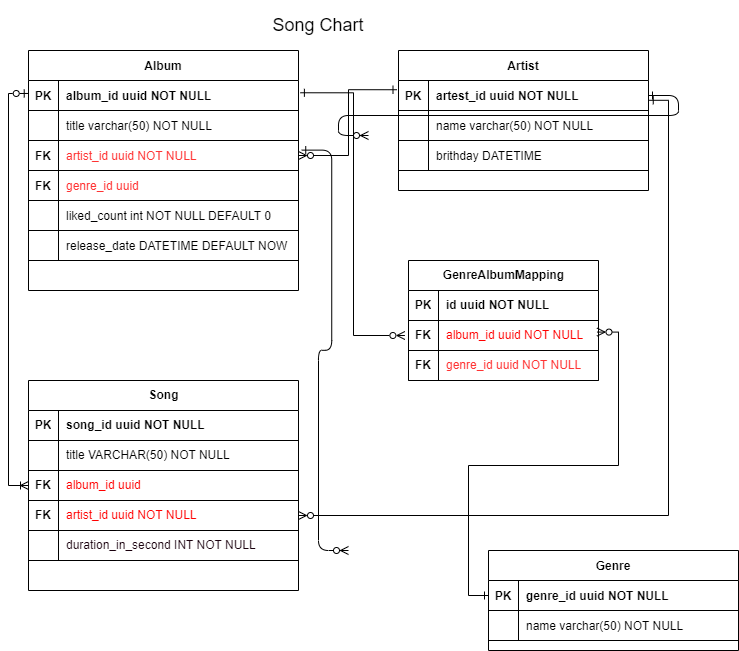 Song Chart
Album
PK album_id uuid NOT NULL
title varchar(50) NOT NULL
FK artist_id uuid NOT NULL
FK genre_id uuid
liked_count int NOT NULL DEFAULT 0
release_date DATETIME DEFAULT NOW
Artist
PK artest_id uuid NOT NULL
name varchar(50) NOT NULL
brithday DATETIME
GenreAlbumMapping
PK id uuid NOT NULL
FK album_id uuid NOT NULL
FK genre_id uuid NOT NULL
Song
PK song_id uuid NOT NULL
title VARCHAR(50) NOT NULL
FK album_id uuid
FK artist_id uuid NOT NULL
duration_in_second INT NOT NULL
Genre
PK genre_id uuid NOT NULL
name varchar(50) NOT NULL